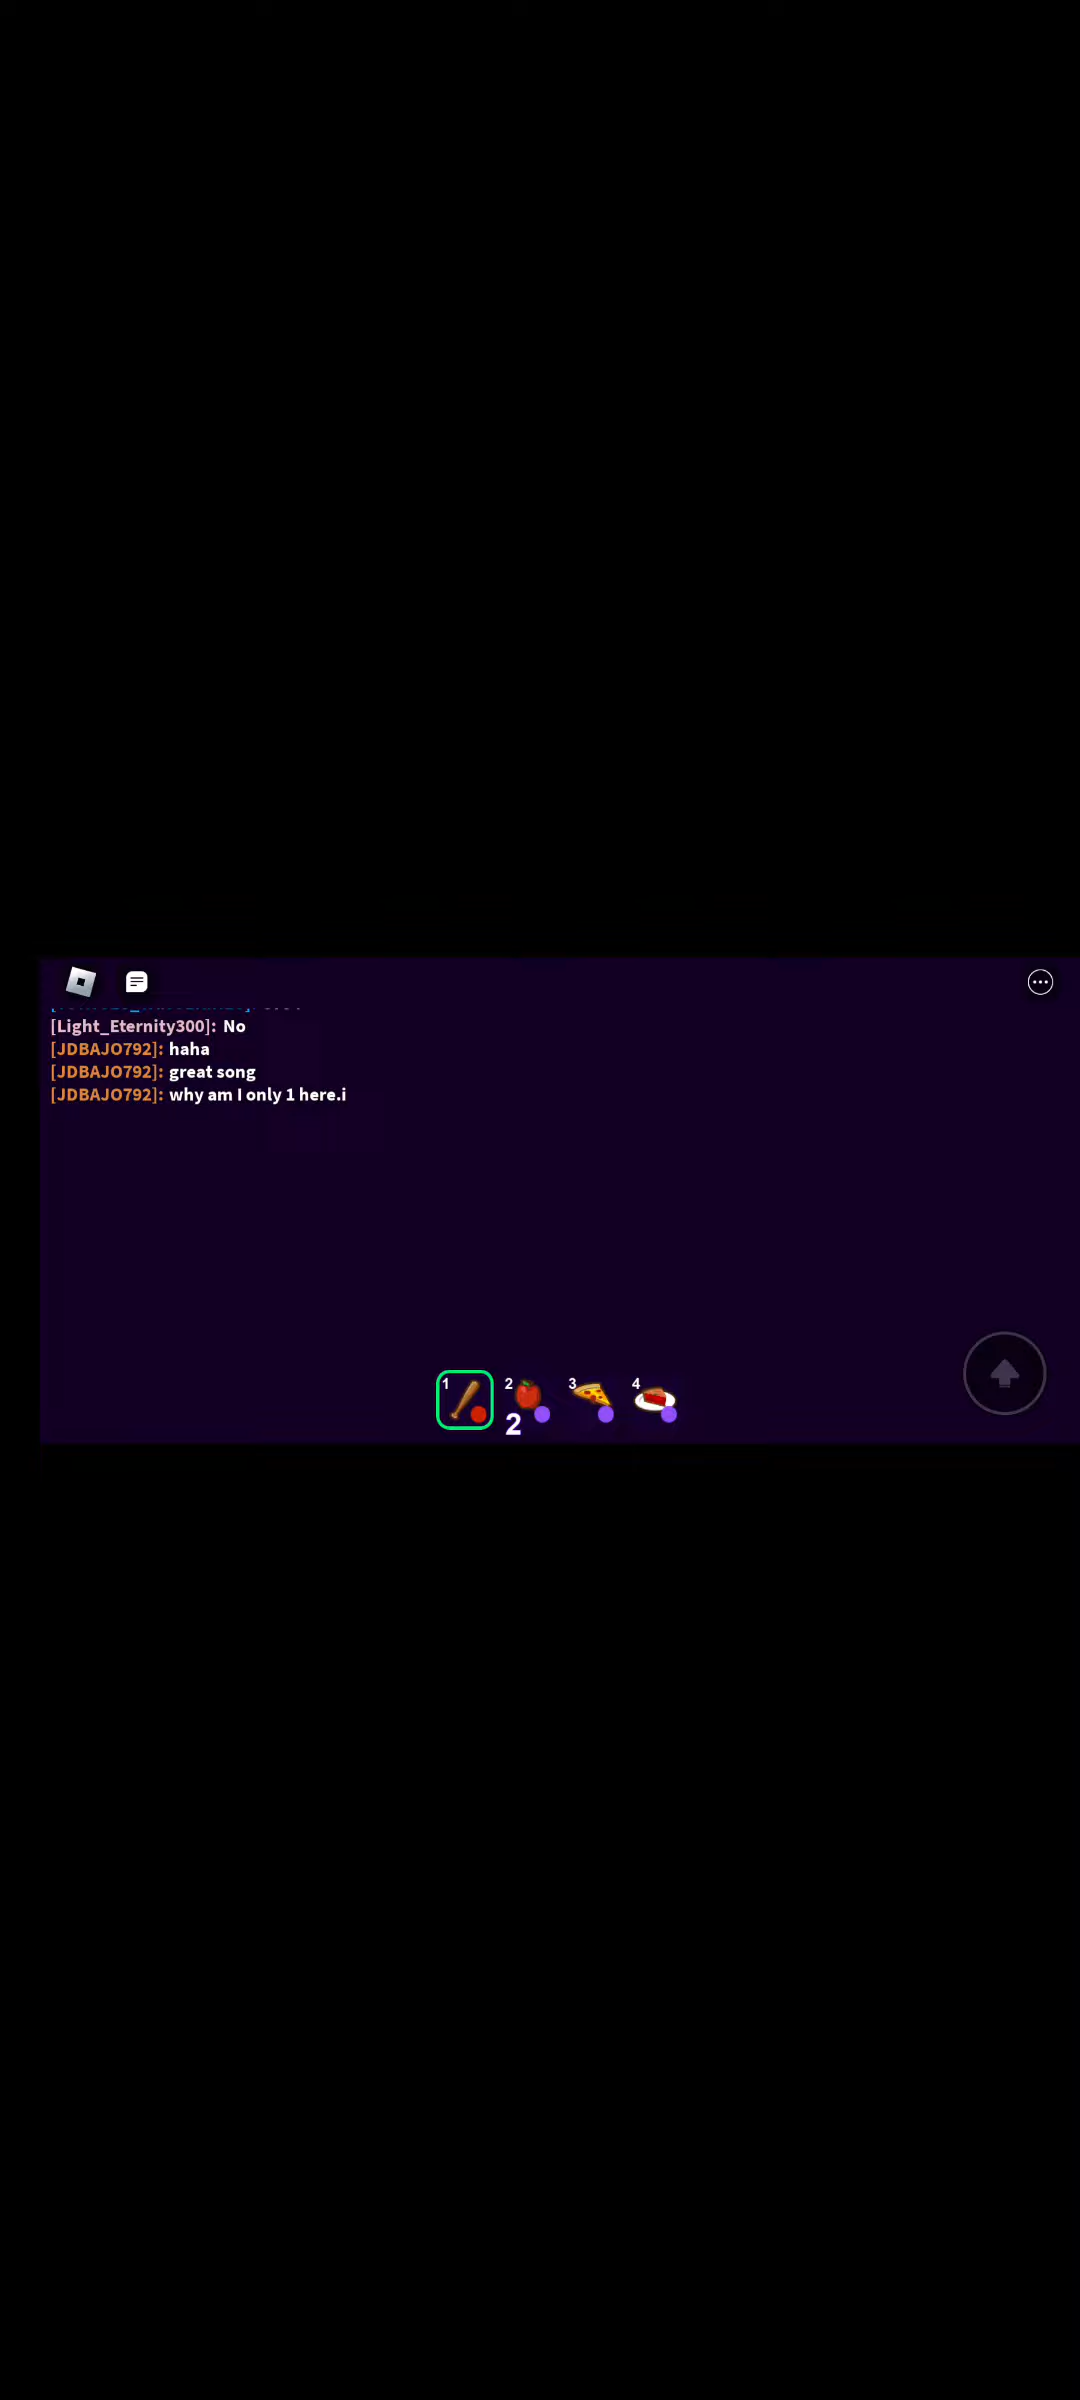 [Light_Eternity300]: No
[JDBAJO792]: haha
[JDBAJO792]: great song
[JDBAJO792]: why am I only 1 here.i
1 2 3 4
2